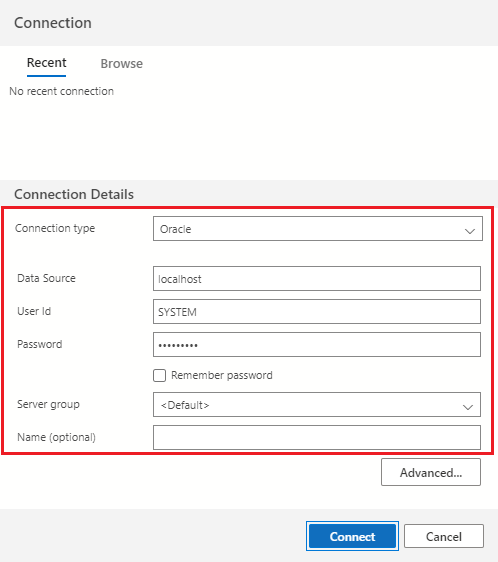 Connection
Recent Browse
No recent connection
Connection Details
Connection type Oracle
Data Source localhost
User Id SYSTEM
Password •••••••••
Remember password
Server group <Default>
Name (optional)
Advanced...
Connect Cancel